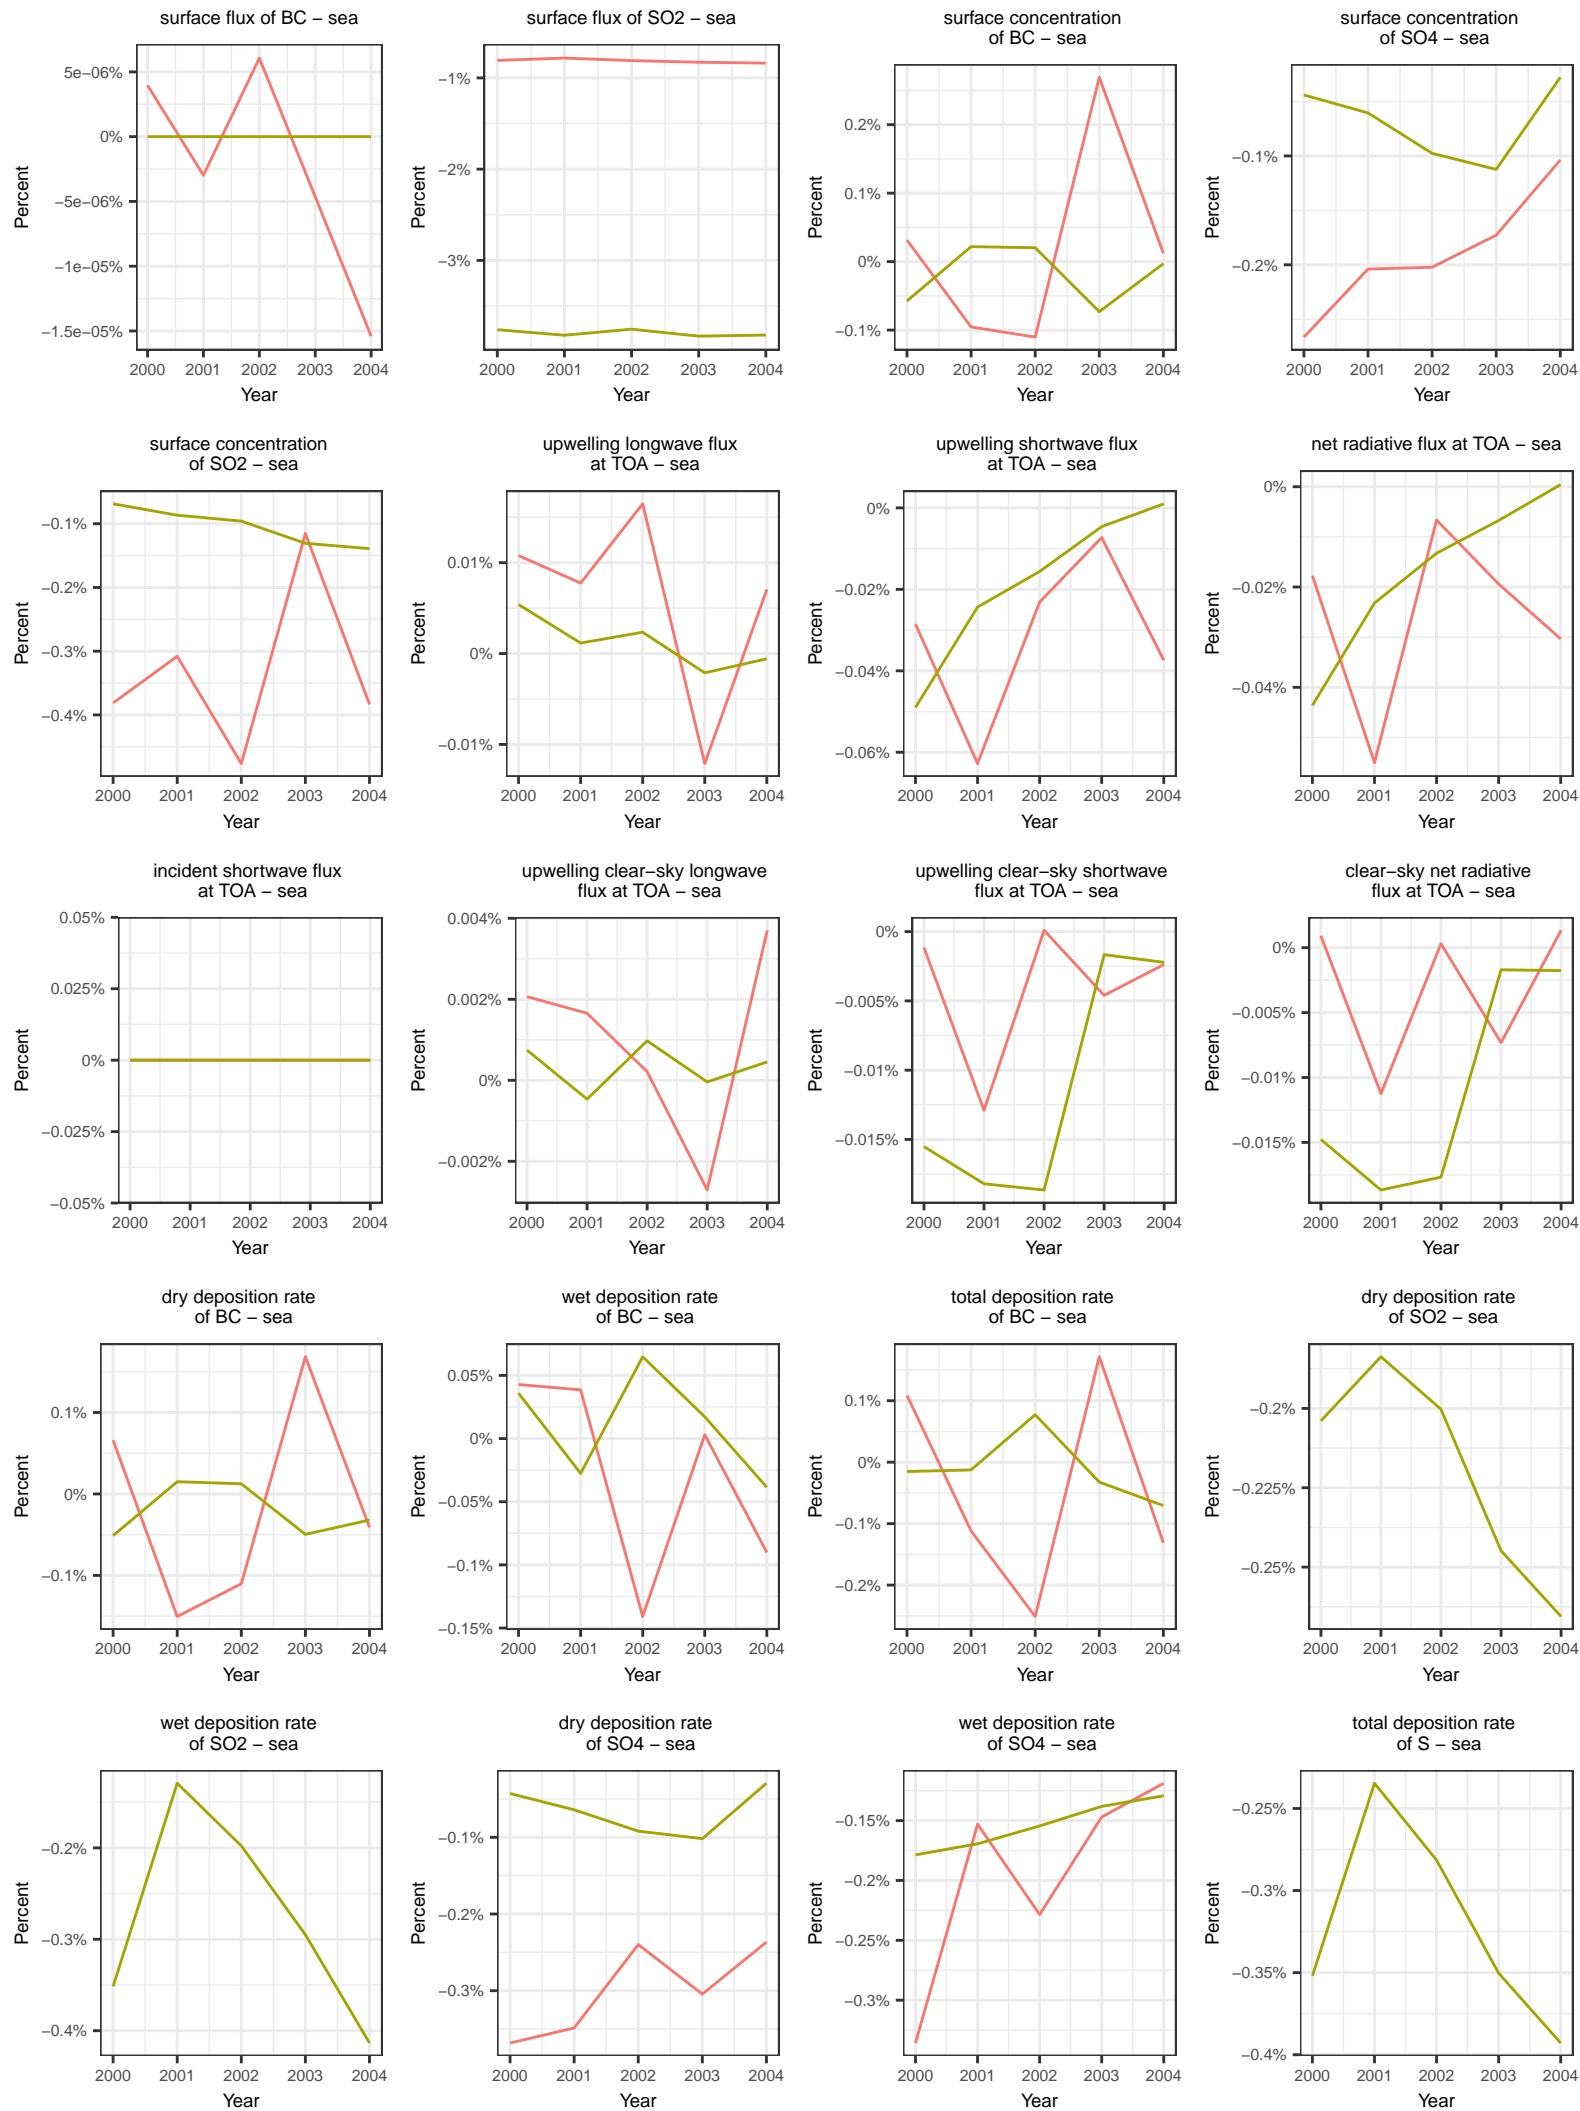 surface flux of BC − sea
5e−06%
0%
−5e−06%
−1e−05%
−1.5e−05%
Percent
2000 2001 2002 2003 2004
Year
surface flux of SO2 − sea
−1%
−2%
−3%
Percent
2000 2001 2002 2003 2004
Year
surface concentration
of BC − sea
0.2%
0.1%
0%
−0.1%
Percent
2000 2001 2002 2003 2004
Year
surface concentration
of SO4 − sea
−0.1%
−0.2%
Percent
2000 2001 2002 2003 2004
Year
surface concentration
of SO2 − sea
−0.1%
−0.2%
−0.3%
−0.4%
Percent
2000 2001 2002 2003 2004
Year
upwelling longwave flux
at TOA − sea
0.01%
0%
−0.01%
Percent
2000 2001 2002 2003 2004
Year
upwelling shortwave flux
at TOA − sea
0%
−0.02%
−0.04%
−0.06%
Percent
2000 2001 2002 2003 2004
Year
net radiative flux at TOA − sea
0%
−0.02%
−0.04%
Percent
2000 2001 2002 2003 2004
Year
incident shortwave flux
at TOA − sea
0.05%
0.025%
0%
−0.025%
−0.05%
Percent
2000 2001 2002 2003 2004
Year
upwelling clear−sky longwave
flux at TOA − sea
0.004%
0.002%
0%
−0.002%
Percent
2000 2001 2002 2003 2004
Year
upwelling clear−sky shortwave
flux at TOA − sea
0%
−0.005%
−0.01%
−0.015%
Percent
2000 2001 2002 2003 2004
Year
clear−sky net radiative
flux at TOA − sea
0%
−0.005%
−0.01%
−0.015%
Percent
2000 2001 2002 2003 2004
Year
dry deposition rate
of BC − sea
0.1%
0%
−0.1%
Percent
2000 2001 2002 2003 2004
Year
wet deposition rate
of BC − sea
0.05%
0%
−0.05%
−0.1%
−0.15%
Percent
2000 2001 2002 2003 2004
Year
total deposition rate
of BC − sea
0.1%
0%
−0.1%
−0.2%
Percent
2000 2001 2002 2003 2004
Year
dry deposition rate
of SO2 − sea
−0.2%
−0.225%
−0.25%
Percent
2000 2001 2002 2003 2004
Year
wet deposition rate
of SO2 − sea
−0.2%
−0.3%
−0.4%
Percent
2000 2001 2002 2003 2004
Year
dry deposition rate
of SO4 − sea
−0.1%
−0.2%
−0.3%
Percent
2000 2001 2002 2003 2004
Year
wet deposition rate
of SO4 − sea
−0.15%
−0.2%
−0.25%
−0.3%
Percent
2000 2001 2002 2003 2004
Year
total deposition rate
of S − sea
−0.25%
−0.3%
−0.35%
−0.4%
Percent
2000 2001 2002 2003 2004
Year